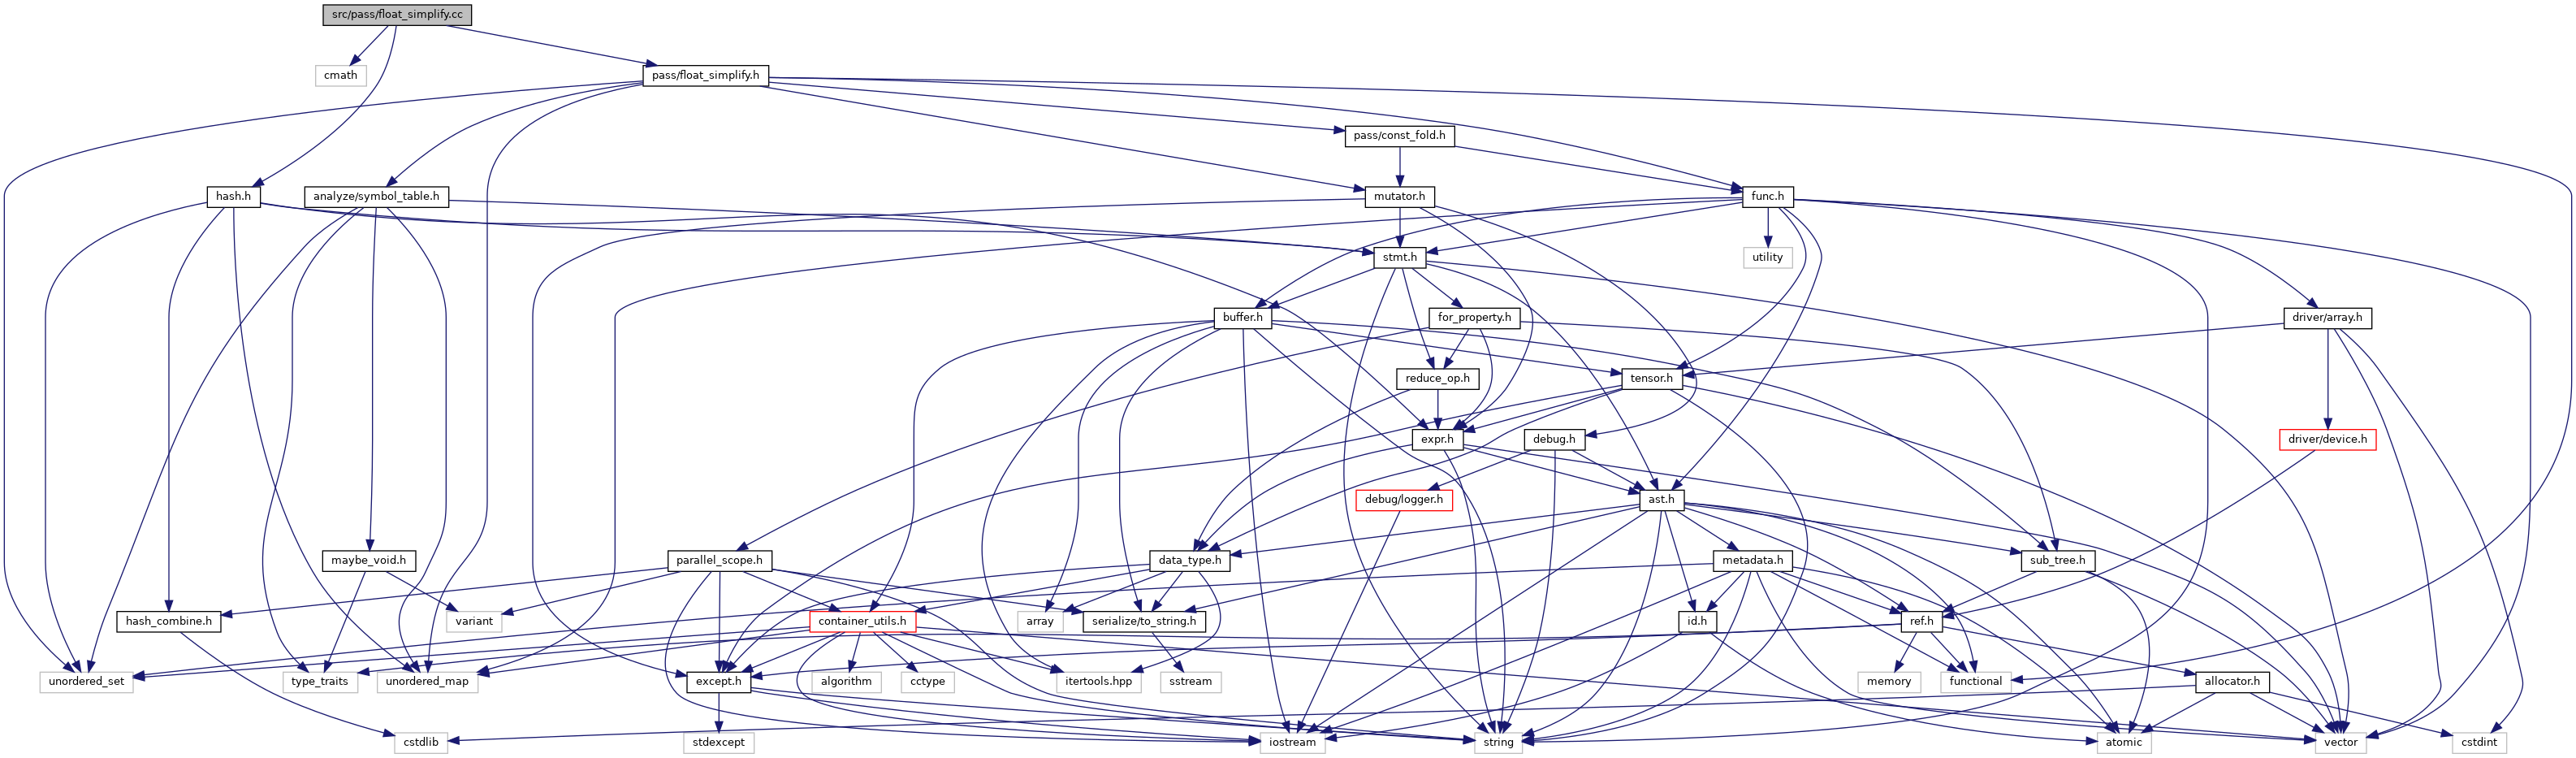 src/pass/float_simplify.cc
cmath
pass/float_simplify.h
pass/const_fold.h
hash.h
analyze/symbol_table.h
mutator.h
func.h
stmt.h
utility
buffer.h
for_property.h
driver/array.h
reduce_op.h
tensor.h
expr.h
debug.h
driver/device.h
debug/logger.h
ast.h
maybe_void.h
parallel_scope.h
data_type.h
metadata.h
sub_tree.h
hash_combine.h
variant
container_utils.h
array
serialize/to_string.h
id.h
ref.h
unordered_set
type_traits
unordered_map
except.h
algorithm
cctype
itertools.hpp
sstream
memory
functional
allocator.h
cstdlib
stdexcept
iostream
string
atomic
vector
cstdint